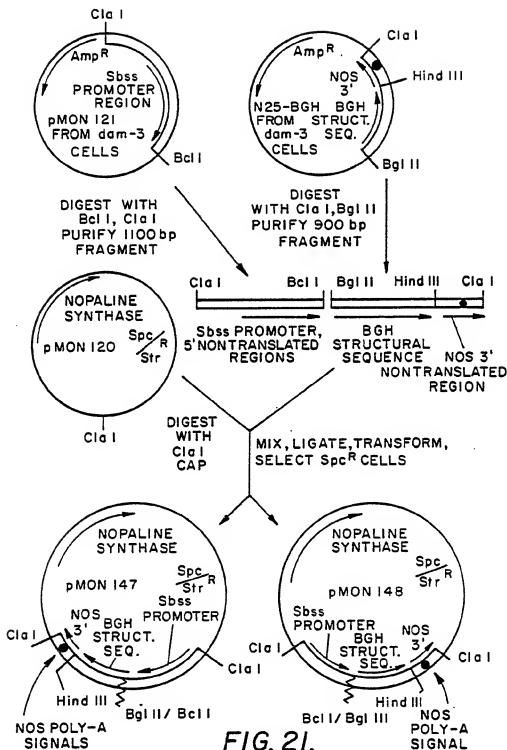 Cla I
Amp R
Sbss
PROMOTER
REGION
pMON 121
FROM dam-3
CELLS
Bcl I
Cla I
Amp R
NOS
3'
Hind III
N25-BGH BGH
FROM STRUCT.
dam-3 SEQ.
CELLS
Bgl II
DIGEST WITH
Bcl I, Cla I
PURIFY 1100 bp
FRAGMENT
DIGEST
WITH Cla I, Bgl II
PURIFY 900 bp
FRAGMENT
Cla I Bcl I Bgl II Hind III Cla I
Sbss PROMOTER,
5' NONTRANSLATED
REGIONS
BGH
STRUCTURAL
SEQUENCE
NOS 3'
NONTRANSLATED
REGION
NOPALINE
SYNTHASE
pMON 120
Spc/Str R
Cla I
DIGEST
WITH
Cla I
CAP
MIX, LIGATE, TRANSFORM,
SELECT Spc R CELLS
NOPALINE
SYNTHASE
pMON 147
Spc/Str R
Sbss
PROMOTER
NOS
3'
BGH
STRUCT.
SEQ.
Cla I
Cla I
Hind III
Bgl II/Bcl I
NOS POLY-A
SIGNALS
NOPALINE
SYNTHASE
pMON 148
Spc/Str R
Sbss
PROMOTER
BGH
STRUCT.
SEQ.
NOS
3'
Cla I
Cla I
Hind III
Bcl I/Bgl III
NOS
POLY-A
SIGNAL
FIG. 21.